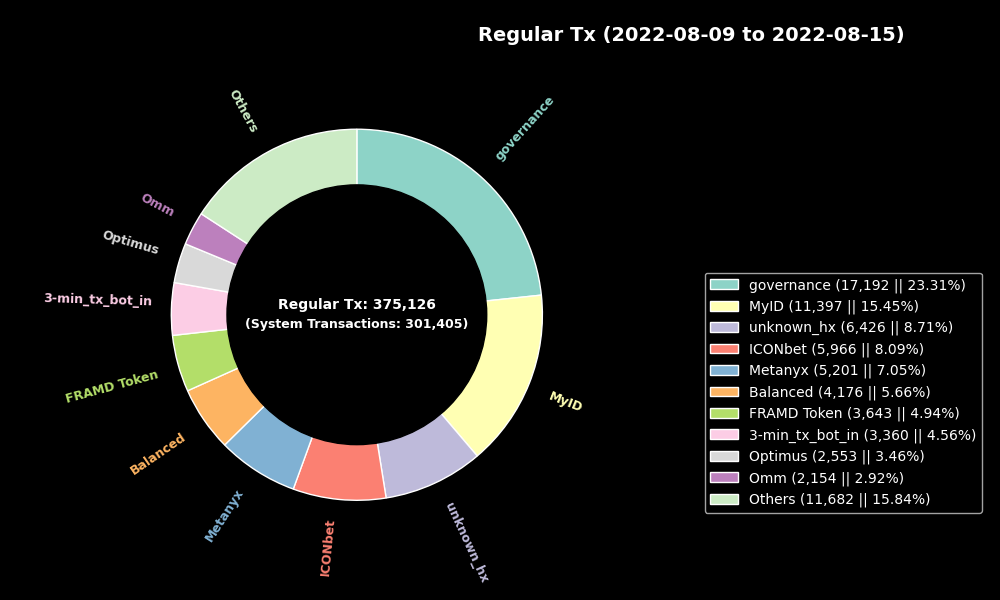 Regular Tx (2022-08-09 to 2022-08-15)
Others
governance
Omm
Optimus
3-min_tx_bot_in
FRAMD Token
Balanced
Metanyx
ICONbet
unknown_hx
MyID
Regular Tx: 375,126
(System Transactions: 301,405)
governance (17,192 || 23.31%)
MyID (11,397 || 15.45%)
unknown_hx (6,426 || 8.71%)
ICONbet (5,966 || 8.09%)
Metanyx (5,201 || 7.05%)
Balanced (4,176 || 5.66%)
FRAMD Token (3,643 || 4.94%)
3-min_tx_bot_in (3,360 || 4.56%)
Optimus (2,553 || 3.46%)
Omm (2,154 || 2.92%)
Others (11,682 || 15.84%)